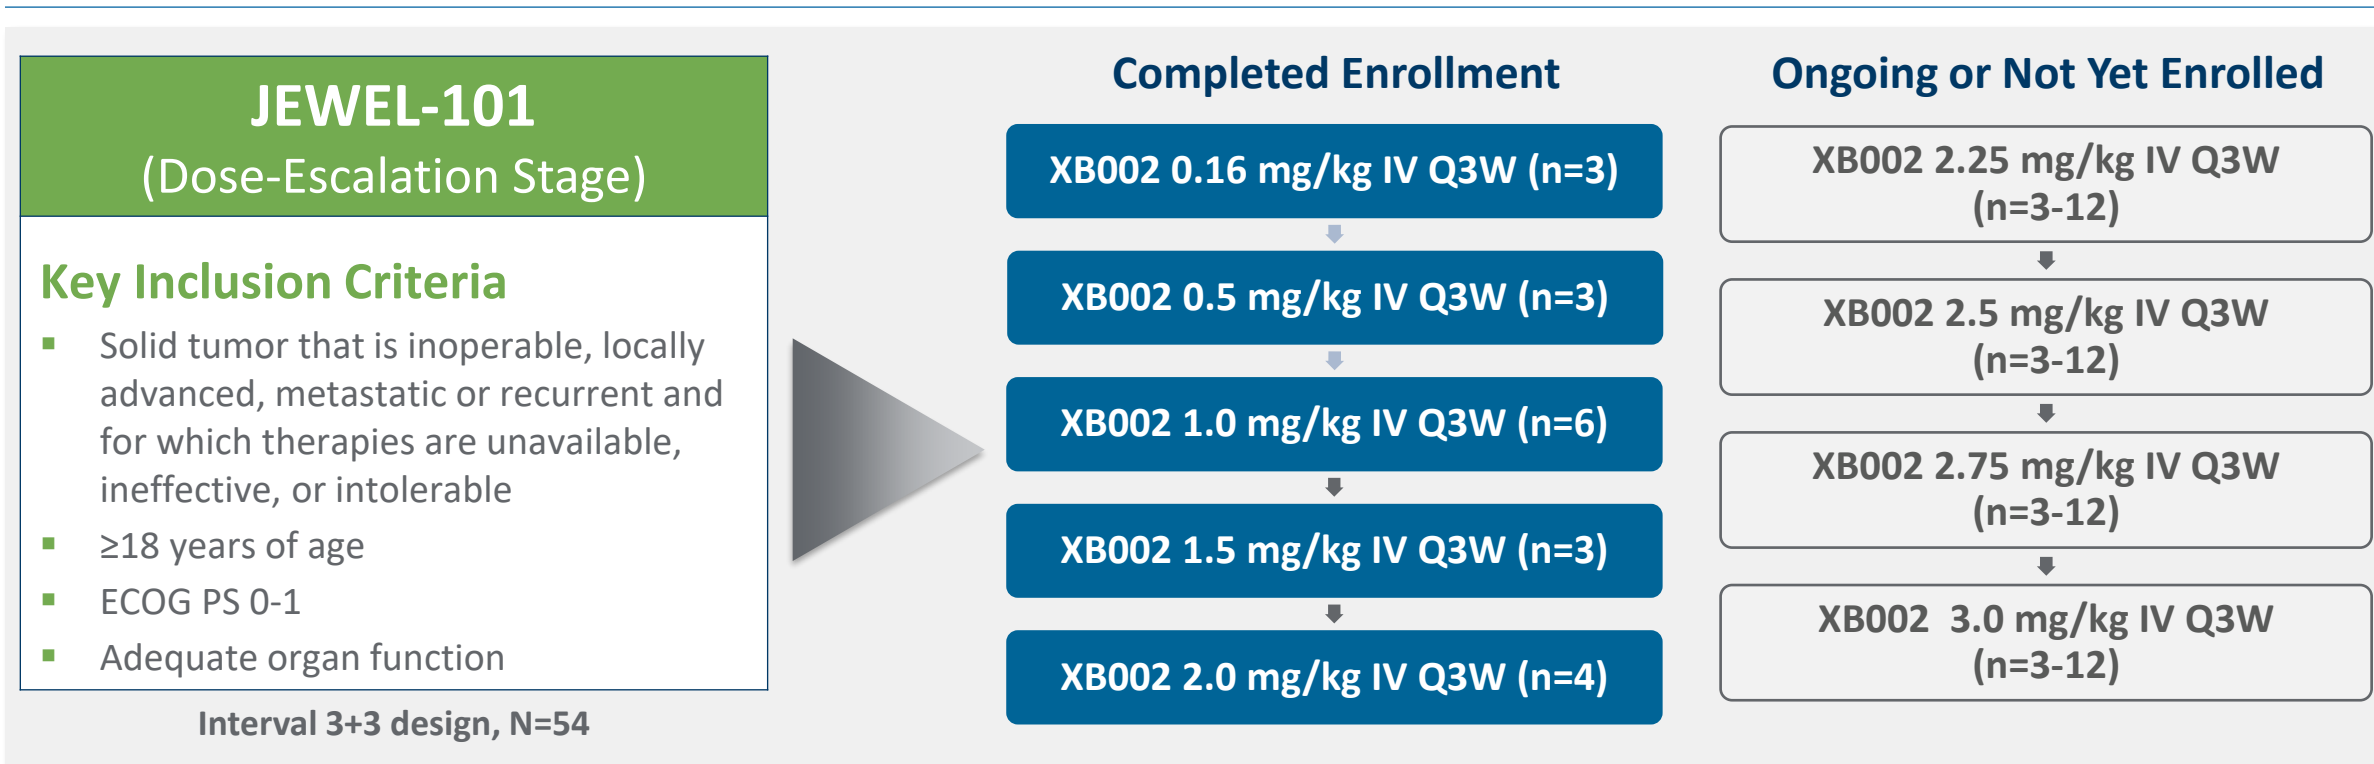 JEWEL-101
(Dose-Escalation Stage)
Key Inclusion Criteria
▪ Solid tumor that is inoperable, locally
advanced, metastatic or recurrent and
for which therapies are unavailable,
ineffective, or intolerable
▪ ≥18 years of age
▪ ECOG PS 0-1
▪ Adequate organ function
Interval 3+3 design, N=54
Completed Enrollment
XB002 0.16 mg/kg IV Q3W (n=3)
XB002 0.5 mg/kg IV Q3W (n=3)
XB002 1.0 mg/kg IV Q3W (n=6)
XB002 1.5 mg/kg IV Q3W (n=3)
XB002 2.0 mg/kg IV Q3W (n=4)
Ongoing or Not Yet Enrolled
XB002 2.25 mg/kg IV Q3W
(n=3-12)
XB002 2.5 mg/kg IV Q3W
(n=3-12)
XB002 2.75 mg/kg IV Q3W
(n=3-12)
XB002 3.0 mg/kg IV Q3W
(n=3-12)